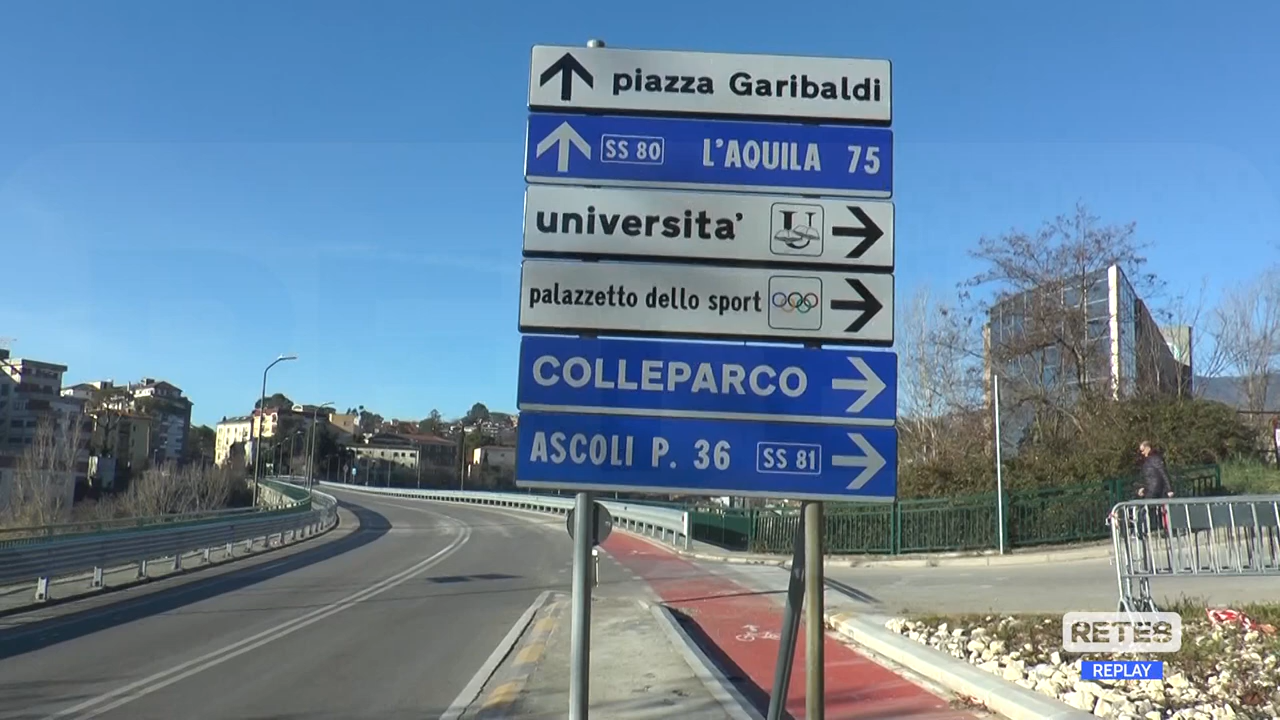 piazza Garibaldi
SS 80 L'AQUILA 75
universita'
palazzetto dello sport
COLLEPARCO
ASCOLI P. 36 SS 81
RETE8
REPLAY